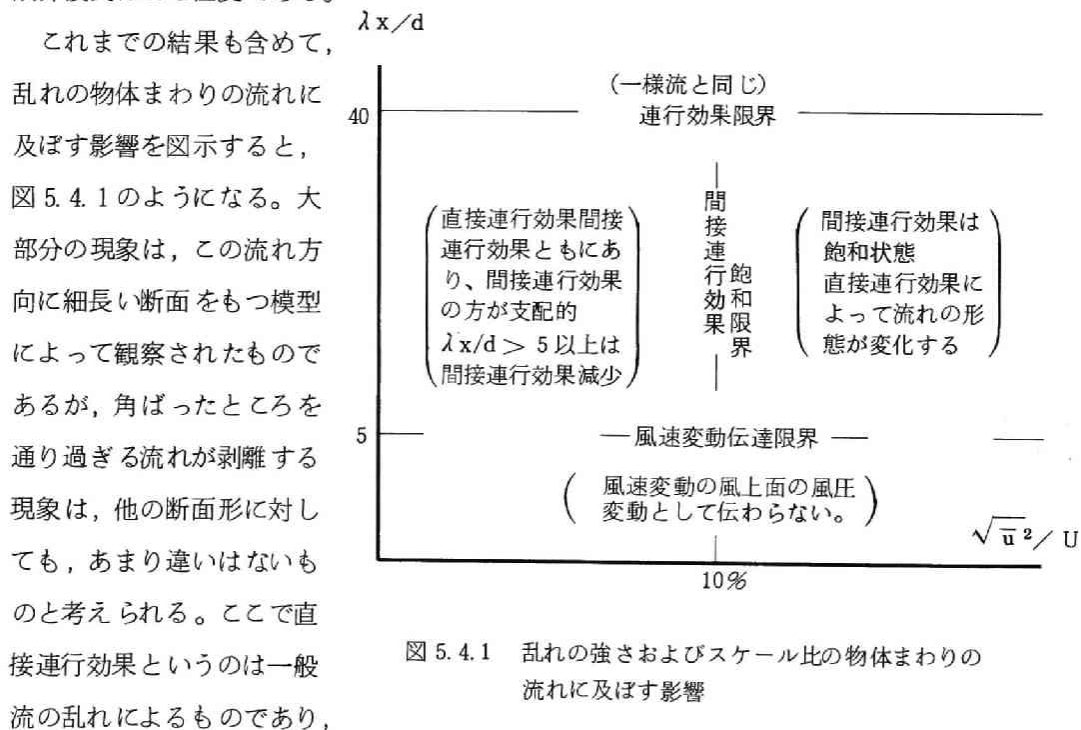 これまでの結果も含めて，
乱れの物体まわりの流れに
及ぼす影響を図示すると，
図5.4.1のようになる。大
部分の現象は，この流れ方
向に細長い断面をもつ模型
によって観察されたもので
あるが，角ばったところを
通り過ぎる流れが剥離する
現象は，他の断面形に対し
ても，あまり違いはないも
のと考えられる。ここで直
接連行効果というのは一般
流の乱れによるものであり，
λx/d
40
(一様流と同じ)
連行効果限界
直接連行効果間接
連行効果ともにあ
り、間接連行効果
の方が支配的
λx/d > 5以上は
間接連行効果減少
間接連行効果
飽和限界
間接連行効果は
飽和状態
直接連行効果に
よって流れの形
態が変化する
5
風速変動伝達限界
(風速変動の風上面の風圧
変動として伝わらない。)
√ū²/U
10%
図5.4.1 乱れの強さおよびスケール比の物体まわりの
流れに及ぼす影響